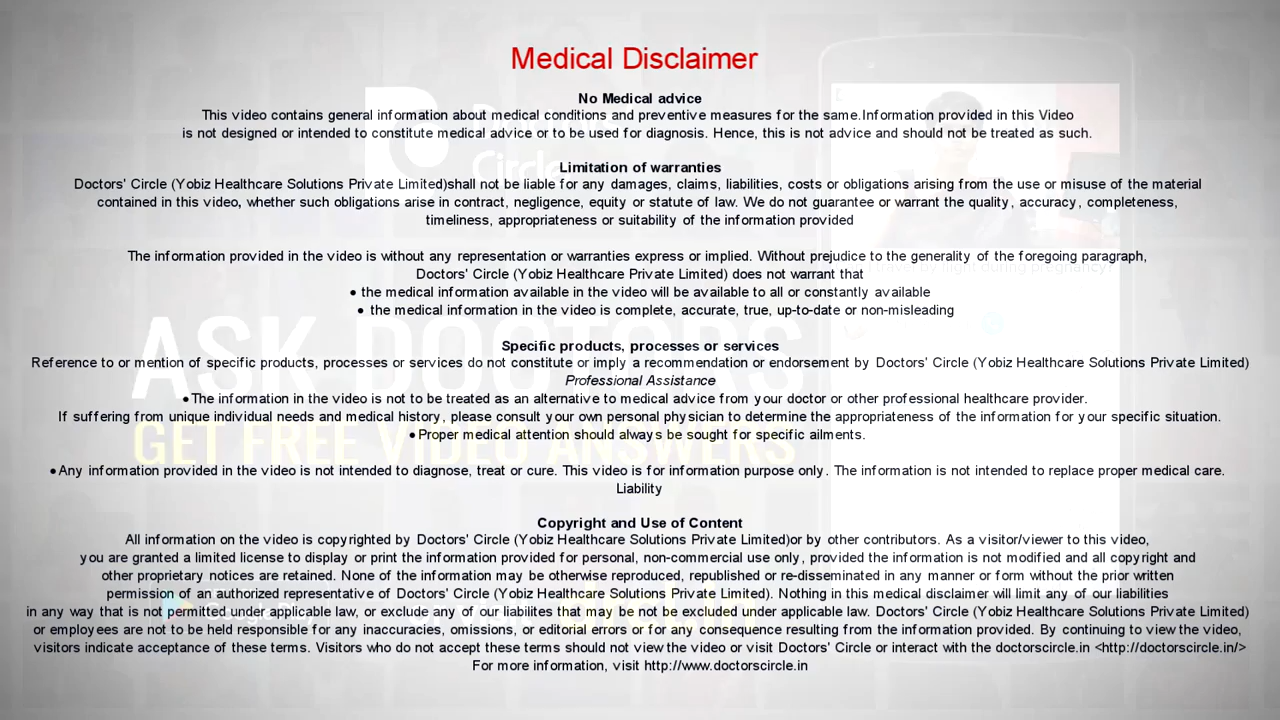 Medical Disclaimer
No Medical advice
This video contains general information about medical conditions and preventive measures for the same.Information provided in this Video
is not designed or intended to constitute medical advice or to be used for diagnosis. Hence, this is not advice and should not be treated as such.
Limitation of warranties
Doctors' Circle (Yobiz Healthcare Solutions Private Limited)shall not be liable for any damages, claims, liabilities, costs or obligations arising from the use or misuse of the material
contained in this video, whether such obligations arise in contract, negligence, equity or statute of law. We do not guarantee or warrant the quality, accuracy, completeness,
timeliness, appropriateness or suitability of the information provided
The information provided in the video is without any representation or warranties express or implied. Without prejudice to the generality of the foregoing paragraph,
Doctors' Circle (Yobiz Healthcare Private Limited) does not warrant that
• the medical information available in the video will be available to all or constantly available
• the medical information in the video is complete, accurate, true, up-to-date or non-misleading
Specific products, processes or services
Reference to or mention of specific products, processes or services do not constitute or imply a recommendation or endorsement by Doctors' Circle (Yobiz Healthcare Solutions Private Limited)
Professional Assistance
•The information in the video is not to be treated as an alternative to medical advice from your doctor or other professional healthcare provider.
If suffering from unique individual needs and medical history, please consult your own personal physician to determine the appropriateness of the information for your specific situation.
•Proper medical attention should always be sought for specific ailments.
•Any information provided in the video is not intended to diagnose, treat or cure. This video is for information purpose only. The information is not intended to replace proper medical care.
Liability
Copyright and Use of Content
All information on the video is copyrighted by Doctors' Circle (Yobiz Healthcare Solutions Private Limited)or by other contributors. As a visitor/viewer to this video,
you are granted a limited license to display or print the information provided for personal, non-commercial use only, provided the information is not modified and all copyright and
other proprietary notices are retained. None of the information may be otherwise reproduced, republished or re-disseminated in any manner or form without the prior written
permission of an authorized representative of Doctors' Circle (Yobiz Healthcare Solutions Private Limited). Nothing in this medical disclaimer will limit any of our liabilities
in any way that is not permitted under applicable law, or exclude any of our liabilites that may be not be excluded under applicable law. Doctors' Circle (Yobiz Healthcare Solutions Private Limited)
or employees are not to be held responsible for any inaccuracies, omissions, or editorial errors or for any consequence resulting from the information provided. By continuing to view the video,
visitors indicate acceptance of these terms. Visitors who do not accept these terms should not view the video or visit Doctors' Circle or interact with the doctorscircle.in <http://doctorscircle.in/>
For more information, visit http://www.doctorscircle.in
Circle
travel by flight during pregnancy?
ASK DOCTORS
GET FREE VIDEO ANSWERS
Google Play